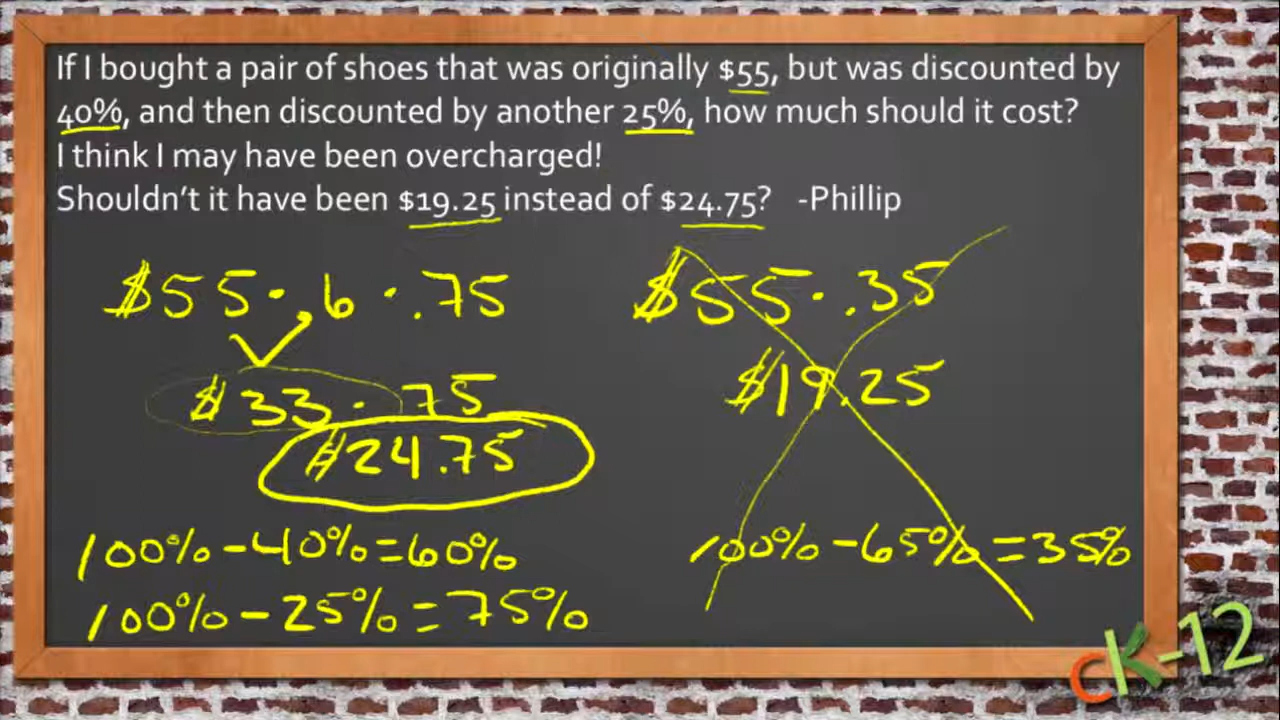 If I bought a pair of shoes that was originally $55, but was discounted by
40%, and then discounted by another 25%, how much should it cost?
I think I may have been overcharged!
Shouldn't it have been $19.25 instead of $24.75? -Phillip
$55 · .6 · .75
$33 · .75
$24.75
100% - 40% = 60%
100% - 25% = 75%
$55 · .35
$19.25
100% - 65% = 35%
cK-12